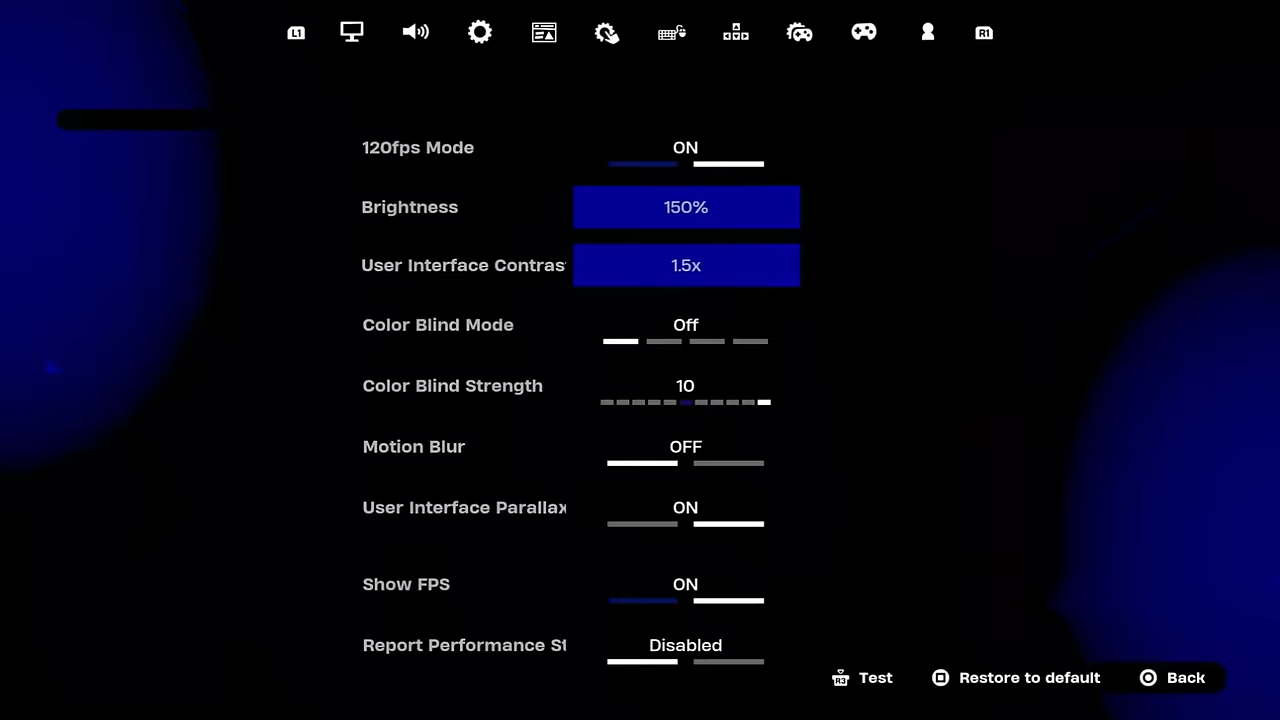 L1
R1
120fps Mode ON
Brightness 150%
User Interface Contras 1.5x
Color Blind Mode Off
Color Blind Strength 10
Motion Blur OFF
User Interface Parallax ON
Show FPS ON
Report Performance St Disabled
R3 Test Restore to default Back